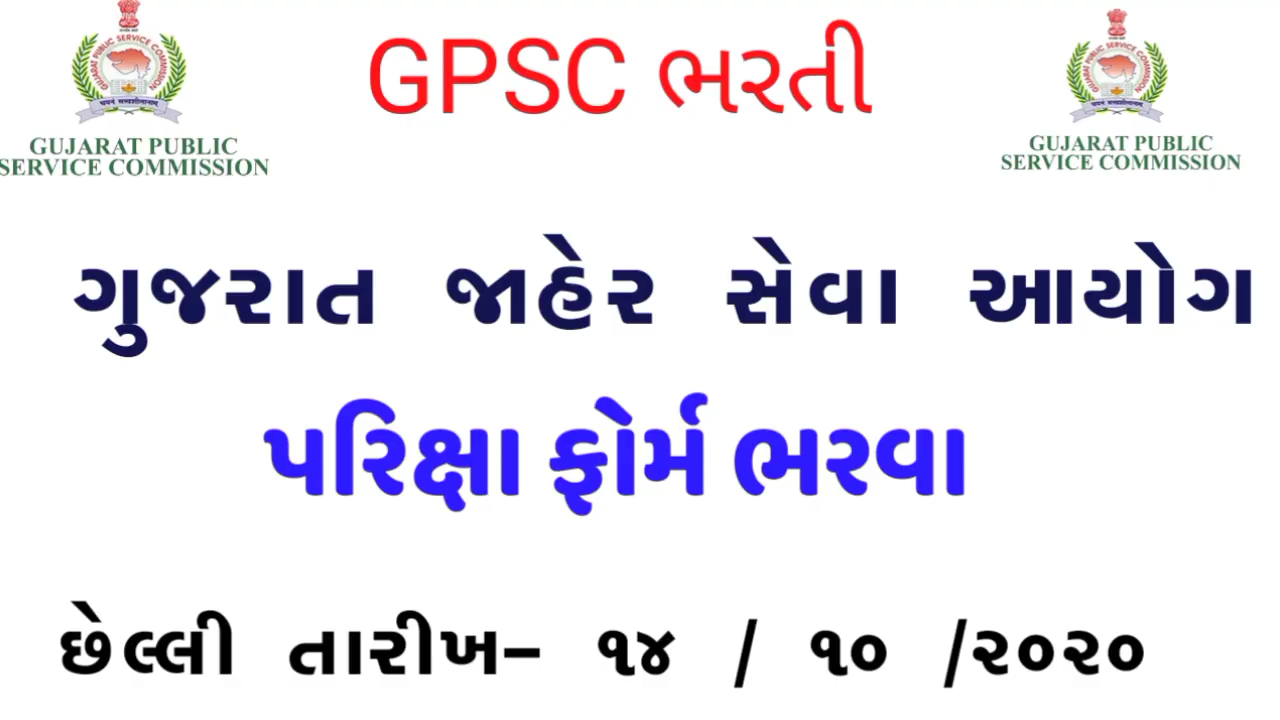 GPSC ભરતી
GUJARAT PUBLIC
SERVICE COMMISSION
GUJARAT PUBLIC
SERVICE COMMISSION
ગુજરાત જાહેર સેવા આયોગ
પરિક્ષા ફોર્મ ભરવા
છેલ્લી તારીખ– ૧૪ / ૧૦ /૨૦૨૦